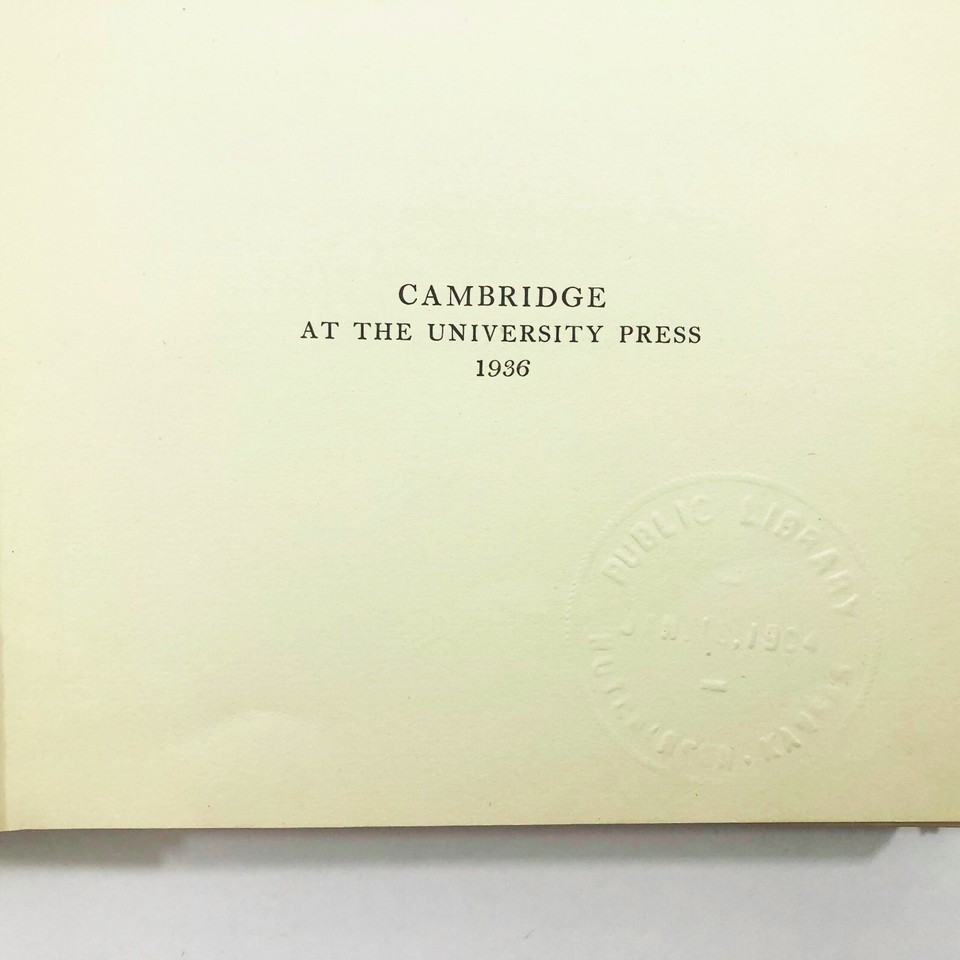 CAMBRIDGE
AT THE UNIVERSITY PRESS
1936
PUBLIC LIBRARY